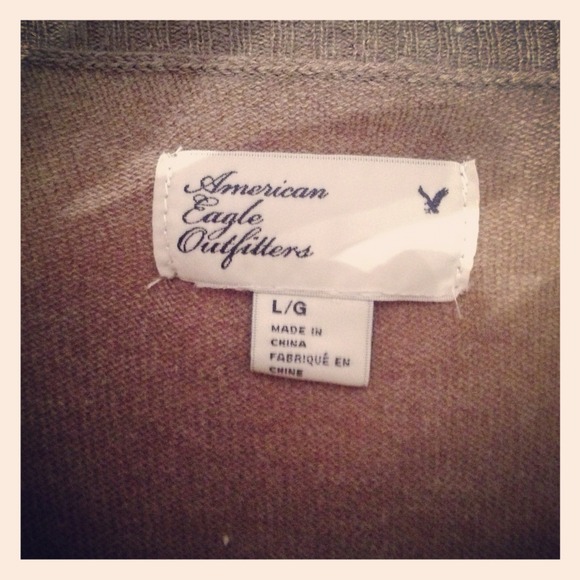 American
Eagle
Outfitters
L/G
MADE IN
CHINA
FABRIQUÉ EN
CHINE